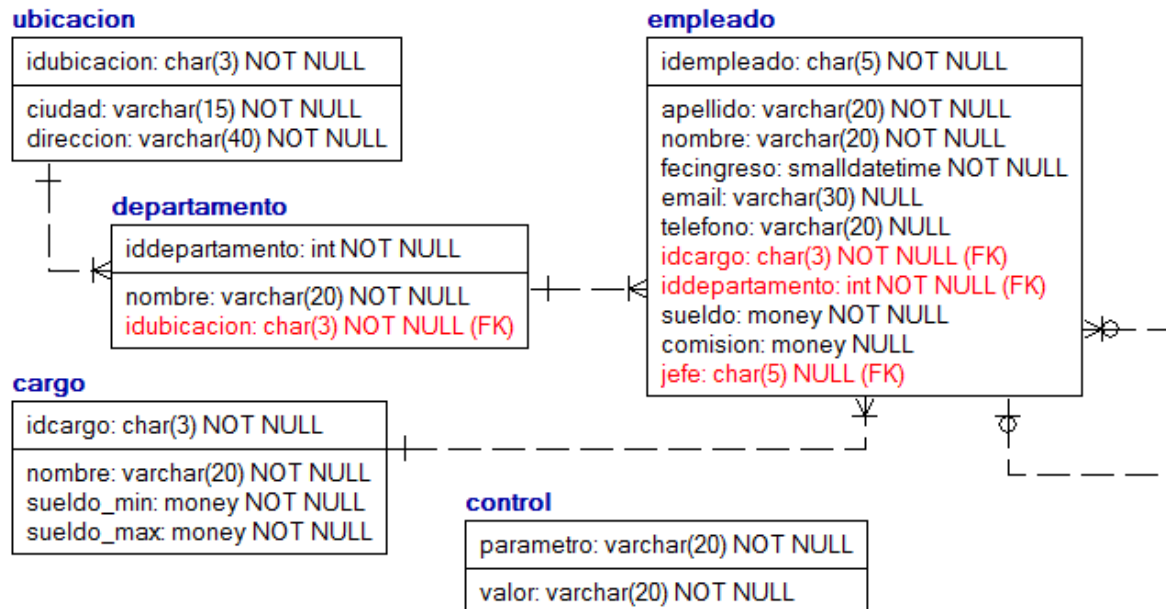 ubicacion
idubicacion: char(3) NOT NULL
ciudad: varchar(15) NOT NULL
direccion: varchar(40) NOT NULL
departamento
iddepartamento: int NOT NULL
nombre: varchar(20) NOT NULL
idubicacion: char(3) NOT NULL (FK)
cargo
idcargo: char(3) NOT NULL
nombre: varchar(20) NOT NULL
sueldo_min: money NOT NULL
sueldo_max: money NOT NULL
empleado
idempleado: char(5) NOT NULL
apellido: varchar(20) NOT NULL
nombre: varchar(20) NOT NULL
fecingreso: smalldatetime NOT NULL
email: varchar(30) NULL
telefono: varchar(20) NULL
idcargo: char(3) NOT NULL (FK)
iddepartamento: int NOT NULL (FK)
sueldo: money NOT NULL
comision: money NULL
jefe: char(5) NULL (FK)
control
parametro: varchar(20) NOT NULL
valor: varchar(20) NOT NULL